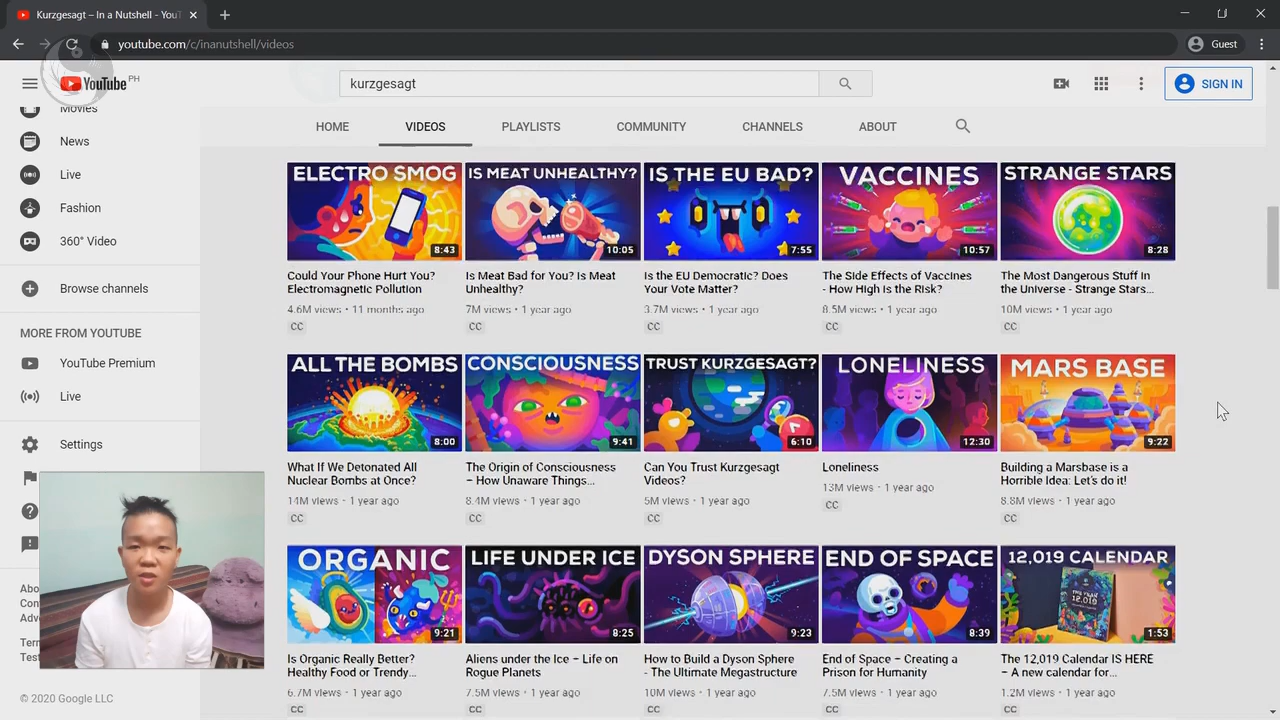 Kurzgesagt – In a Nutshell - YouT
youtube.com/c/inanutshell/videos
Guest
YouTube PH
kurzgesagt
SIGN IN
HOME
VIDEOS
PLAYLISTS
COMMUNITY
CHANNELS
ABOUT
Movies
News
Live
Fashion
360° Video
Browse channels
MORE FROM YOUTUBE
YouTube Premium
Live
Settings
Abo
Con
Adv
Tern
Test
© 2020 Google LLC
ELECTRO SMOG
8:43
Could Your Phone Hurt You?
Electromagnetic Pollution
4.6M views • 11 months ago
CC
IS MEAT UNHEALTHY?
10:05
Is Meat Bad for You? Is Meat
Unhealthy?
7M views • 1 year ago
CC
IS THE EU BAD?
7:55
Is the EU Democratic? Does
Your Vote Matter?
3.7M views • 1 year ago
CC
VACCINES
10:57
The Side Effects of Vaccines
- How High is the Risk?
8.5M views • 1 year ago
CC
STRANGE STARS
8:28
The Most Dangerous Stuff in
the Universe - Strange Stars...
10M views • 1 year ago
CC
ALL THE BOMBS
8:00
What If We Detonated All
Nuclear Bombs at Once?
14M views • 1 year ago
CC
CONSCIOUSNESS
9:41
The Origin of Consciousness
– How Unaware Things...
8.4M views • 1 year ago
CC
TRUST KURZGESAGT?
6:10
Can You Trust Kurzgesagt
Videos?
5M views • 1 year ago
CC
LONELINESS
12:30
Loneliness
13M views • 1 year ago
CC
MARS BASE
9:22
Building a Marsbase is a
Horrible Idea: Let's do it!
8.8M views • 1 year ago
CC
ORGANIC
9:21
Is Organic Really Better?
Healthy Food or Trendy...
6.7M views • 1 year ago
CC
LIFE UNDER ICE
8:25
Aliens under the Ice – Life on
Rogue Planets
7.5M views • 1 year ago
CC
DYSON SPHERE
9:23
How to Build a Dyson Sphere
- The Ultimate Megastructure
10M views • 1 year ago
CC
END OF SPACE
8:39
End of Space – Creating a
Prison for Humanity
7.5M views • 1 year ago
CC
12,019 CALENDAR
THE YEAR
12,019
1:53
The 12,019 Calendar IS HERE
– A new calendar for...
1.2M views • 1 year ago
CC